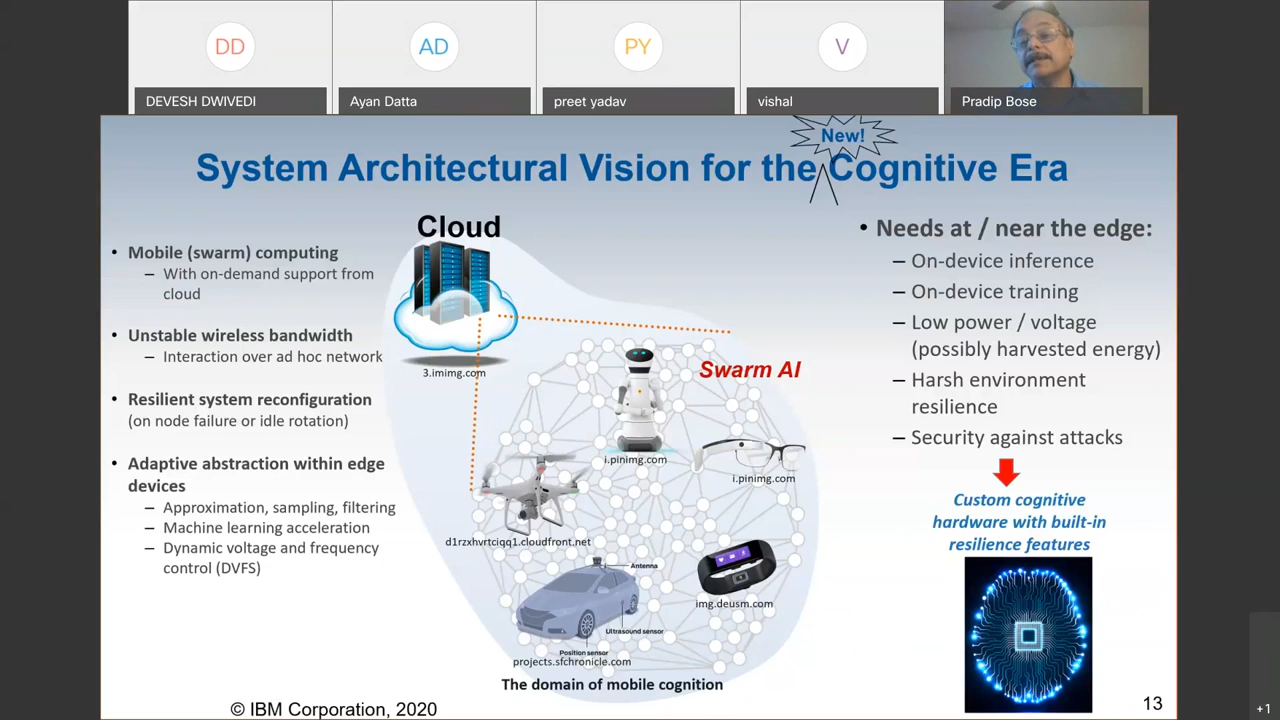 DD
AD
PY
V
DEVESH DWIVEDI
Ayan Datta
preet yadav
vishal
Pradip Bose
New!
System Architectural Vision for the Cognitive Era
Cloud
• Mobile (swarm) computing
– With on-demand support from
cloud
• Unstable wireless bandwidth
– Interaction over ad hoc network
• Resilient system reconfiguration
(on node failure or idle rotation)
• Adaptive abstraction within edge
devices
– Approximation, sampling, filtering
– Machine learning acceleration
– Dynamic voltage and frequency
control (DVFS)
3.imimg.com
Swarm AI
i.pinimg.com
i.pinimg.com
d1rzxhvrtciqq1.cloudfront.net
Antenna
img.deusm.com
Ultrasound sensor
Position sensor
projects.sfchronicle.com
The domain of mobile cognition
• Needs at / near the edge:
– On-device inference
– On-device training
– Low power / voltage
(possibly harvested energy)
– Harsh environment
resilience
– Security against attacks
Custom cognitive
hardware with built-in
resilience features
© IBM Corporation, 2020
13
+1